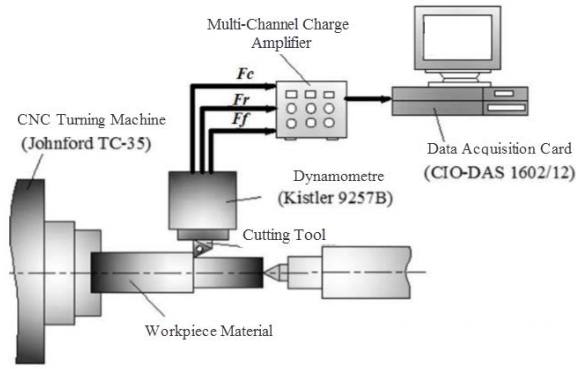 Multi-Channel Charge
Amplifier
Fc
Fr
Ff
CNC Turning Machine
(Johnford TC-35)
Data Acquisition Card
(CIO-DAS 1602/12)
Dynamometre
(Kistler 9257B)
Cutting Tool
Workpiece Material